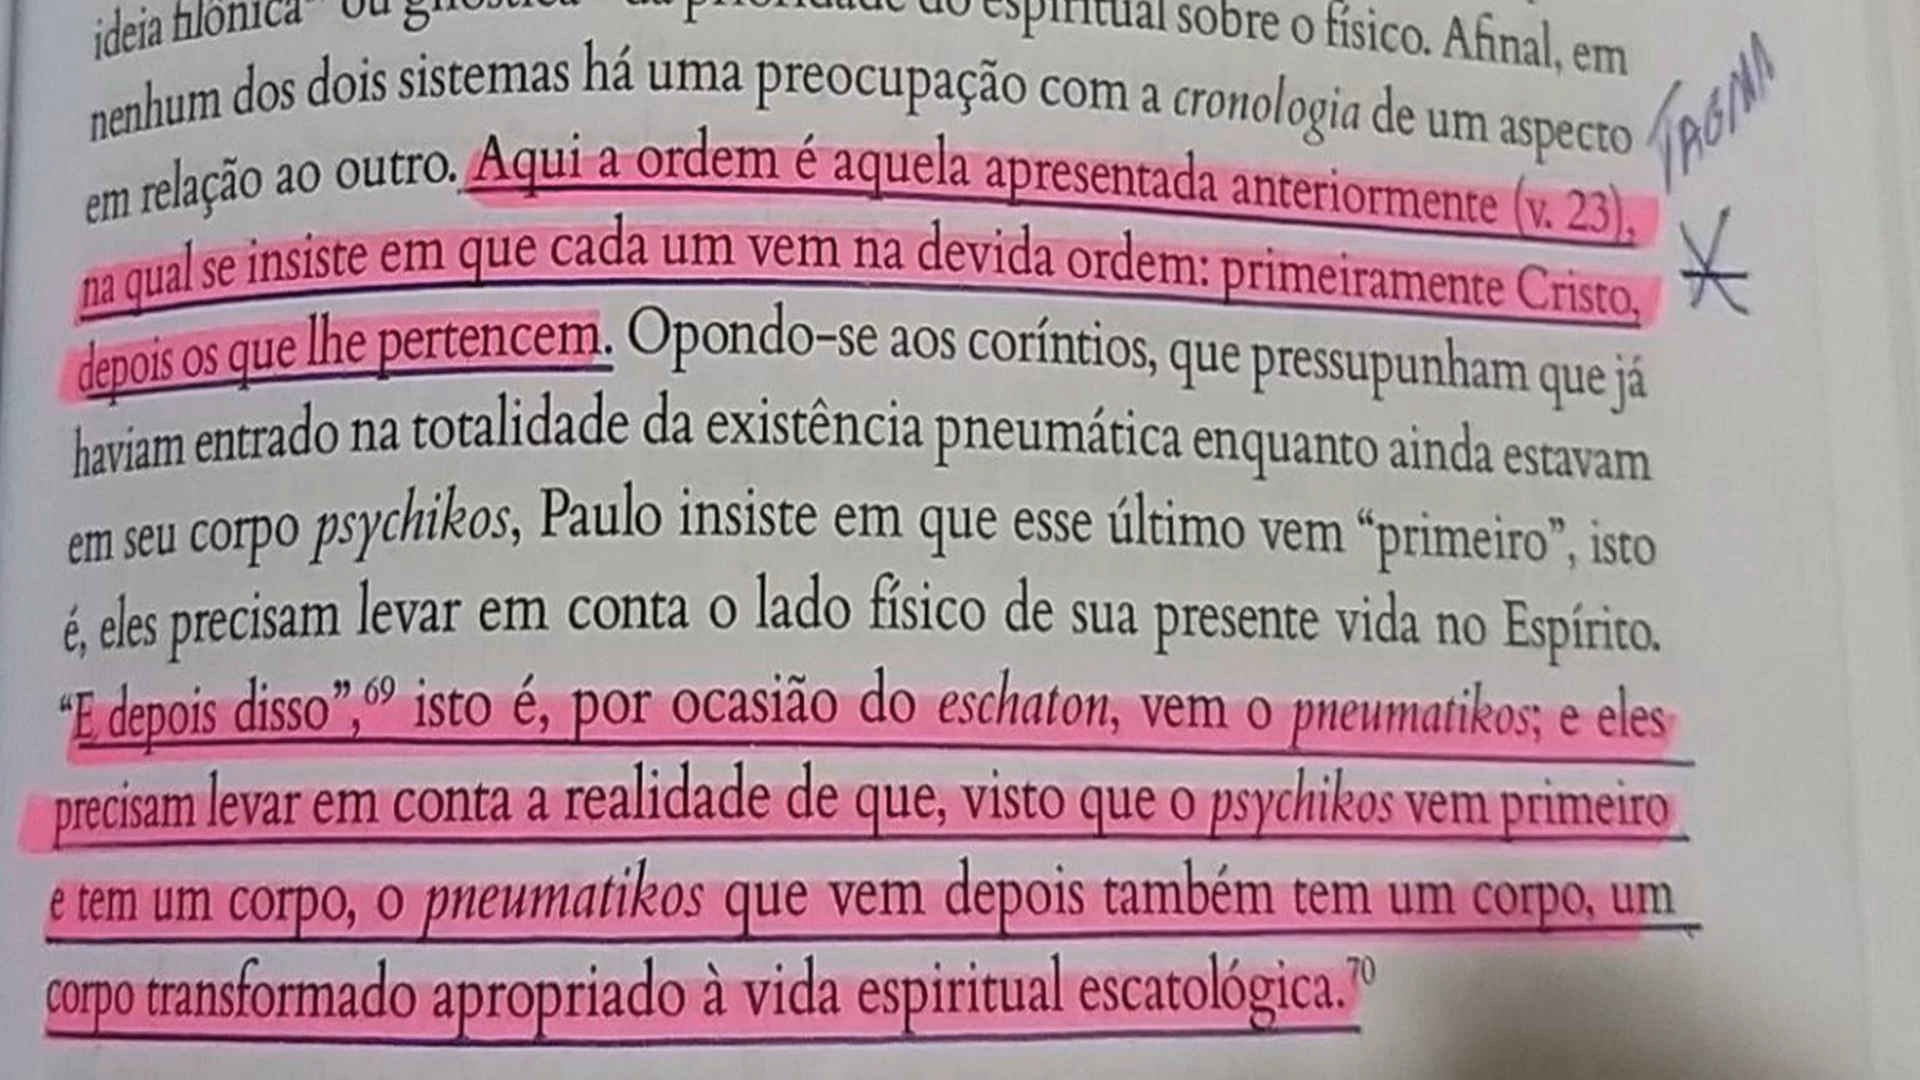 ideia filônica ou gnóstica da prioridade do espiritual sobre o físico. Afinal, em
nenhum dos dois sistemas há uma preocupação com a cronologia de um aspecto
em relação ao outro. Aqui a ordem é aquela apresentada anteriormente (v. 23),
na qual se insiste em que cada um vem na devida ordem: primeiramente Cristo,
depois os que lhe pertencem. Opondo-se aos coríntios, que pressupunham que já
haviam entrado na totalidade da existência pneumática enquanto ainda estavam
em seu corpo psychikos, Paulo insiste em que esse último vem “primeiro”, isto
é, eles precisam levar em conta o lado físico de sua presente vida no Espírito.
“E depois disso”,⁶⁹ isto é, por ocasião do eschaton, vem o pneumatikos; e eles
precisam levar em conta a realidade de que, visto que o psychikos vem primeiro
e tem um corpo, o pneumatikos que vem depois também tem um corpo, um
corpo transformado apropriado à vida espiritual escatológica.⁷⁰
TAGMA